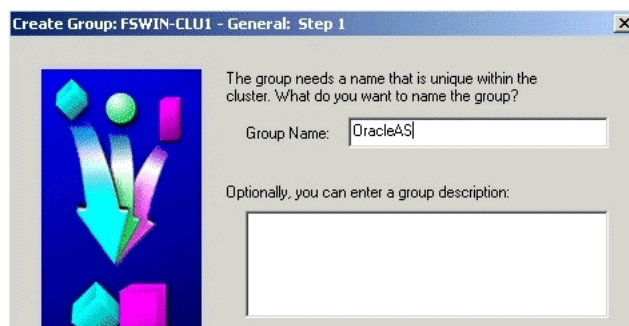 Create Group: FSWIN-CLU1 - General: Step 1
The group needs a name that is unique within the
cluster. What do you want to name the group?
Group Name: OracleAS
Optionally, you can enter a group description: